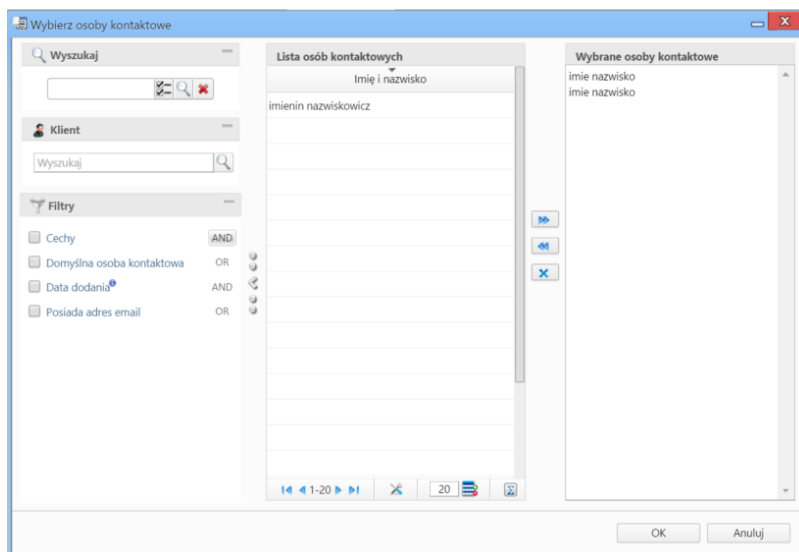 Wybierz osoby kontaktowe
Wyszukaj
Klient
Wyszukaj
Filtry
Cechy AND
Domyślna osoba kontaktowa OR
Data dodania AND
Posiada adres email OR
Lista osób kontaktowych
Imię i nazwisko
imienin nazwiskowicz
1-20 20
Wybrane osoby kontaktowe
imie nazwisko
imie nazwisko
OK Anuluj